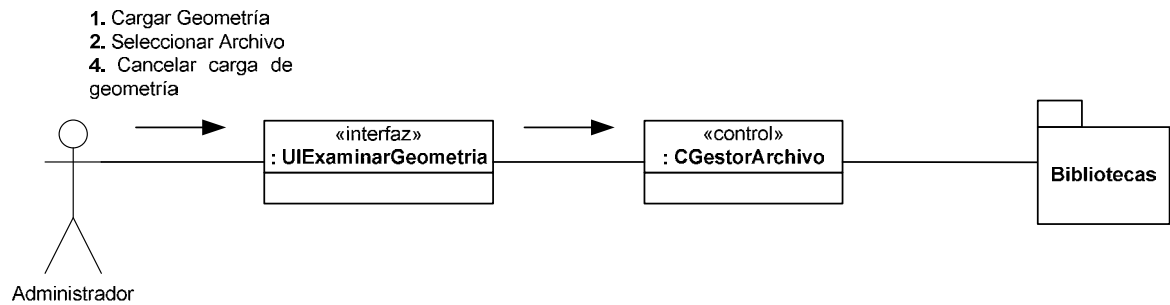 1. Cargar Geometría
2. Seleccionar Archivo
4. Cancelar carga de
geometría
«interfaz»
: UIExaminarGeometria
«control»
: CGestorArchivo
Bibliotecas
Administrador